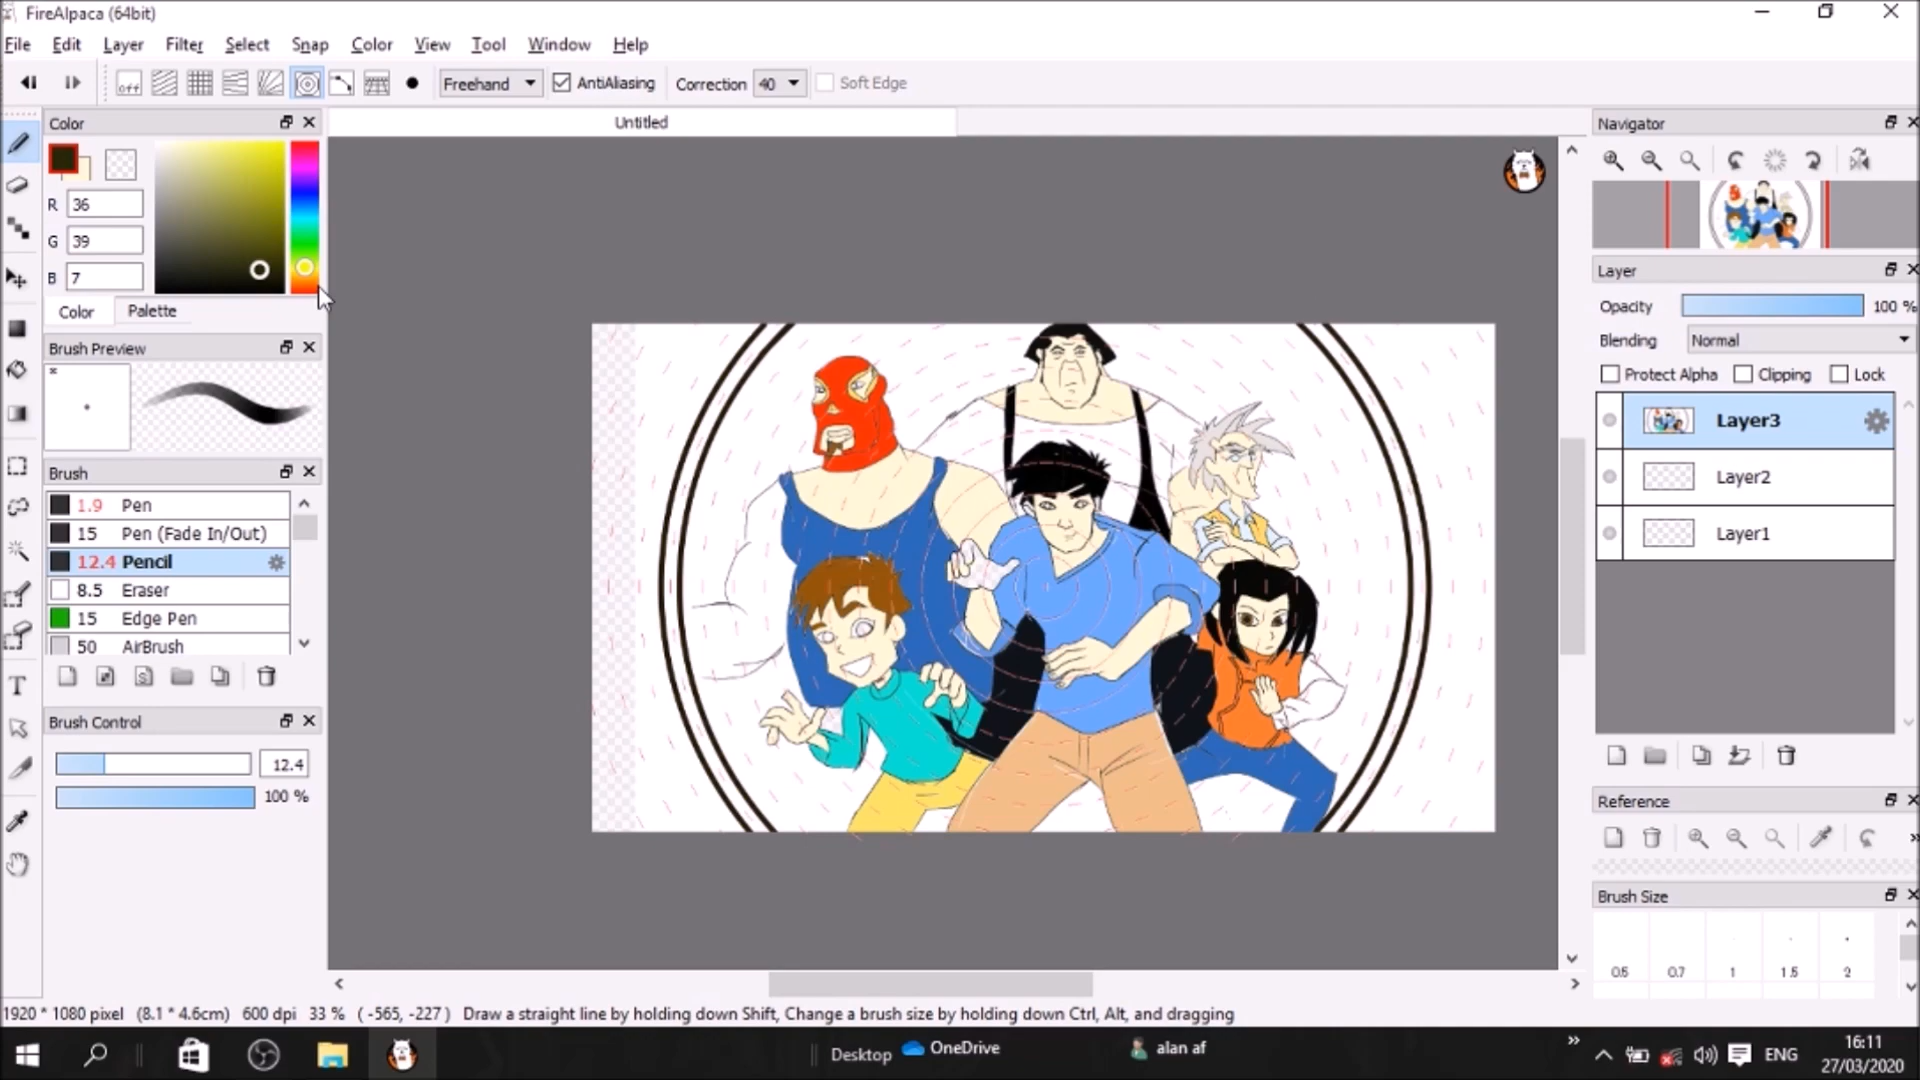 FireAlpaca (64bit)
File Edit Layer Filter Select Snap Color View Tool Window Help
off Freehand AntiAliasing Correction 40 Soft Edge
Color
Untitled
Navigator
R 36
G 39
B 7
Color Palette
Layer
Opacity 100 %
Blending Normal
Protect Alpha Clipping Lock
Brush Preview
Layer3
Layer2
Layer1
Brush
1.9 Pen
15 Pen (Fade In/Out)
12.4 Pencil
8.5 Eraser
15 Edge Pen
50 AirBrush
Brush Control
12.4
100 %
Reference
Brush Size
0.5 0.7 1 1.5 2
1920 * 1080 pixel (8.1 * 4.6cm) 600 dpi 33 % ( -565, -227 ) Draw a straight line by holding down Shift, Change a brush size by holding down Ctrl, Alt, and dragging
Desktop OneDrive alan af ENG
16:11
27/03/2020